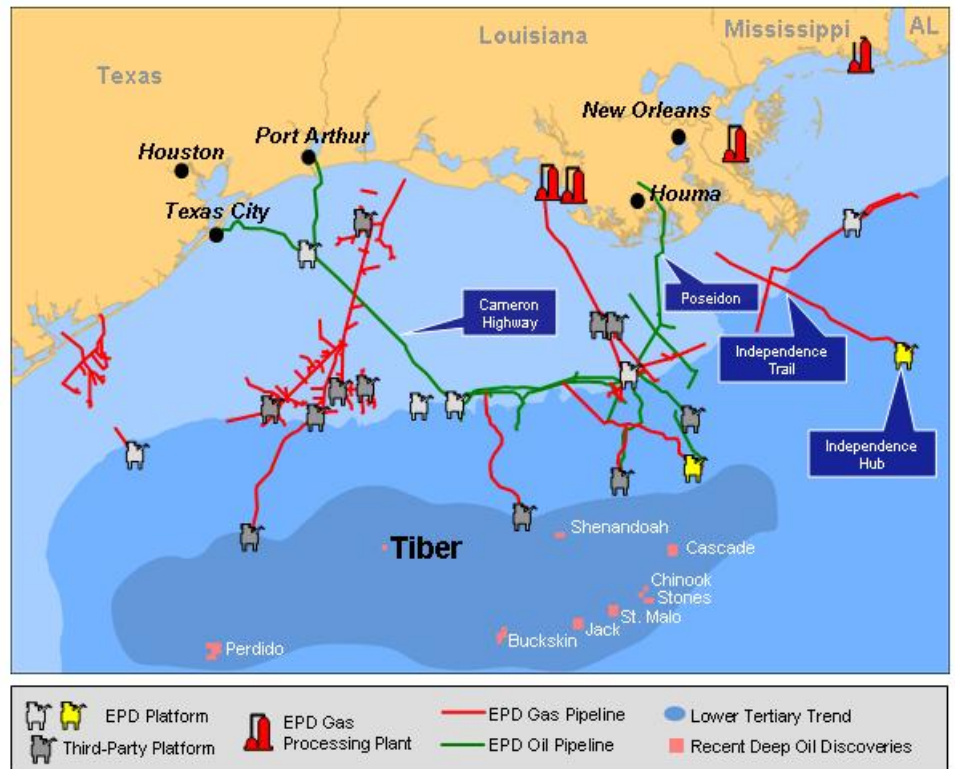 Louisiana
Mississippi
AL
Texas
New Orleans
Port Arthur
Houston
Houma
Texas City
Poseidon
Cameron
Highway
Independence
Trail
Independence
Hub
Shenandoah
Tiber
Cascade
Chinook
Stones
St. Malo
Jack
Buckskin
Perdido
EPD Platform
Third-Party Platform
EPD Gas
Processing Plant
EPD Gas Pipeline
EPD Oil Pipeline
Lower Tertiary Trend
Recent Deep Oil Discoveries